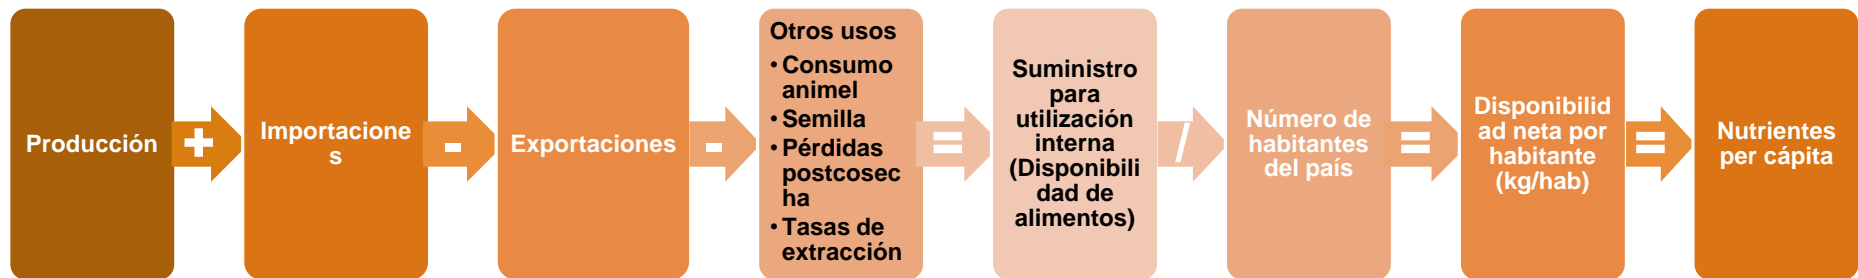 Producción
+
Importacione
s
-
Exportaciones
-
Otros usos
• Consumo
animel
• Semilla
• Pérdidas
postcosec
ha
• Tasas de
extracción
=
Suministro
para
utilización
interna
(Disponibili
dad de
alimentos)
/
Número de
habitantes
del país
=
Disponibilid
ad neta por
habitante
(kg/hab)
=
Nutrientes
per cápita